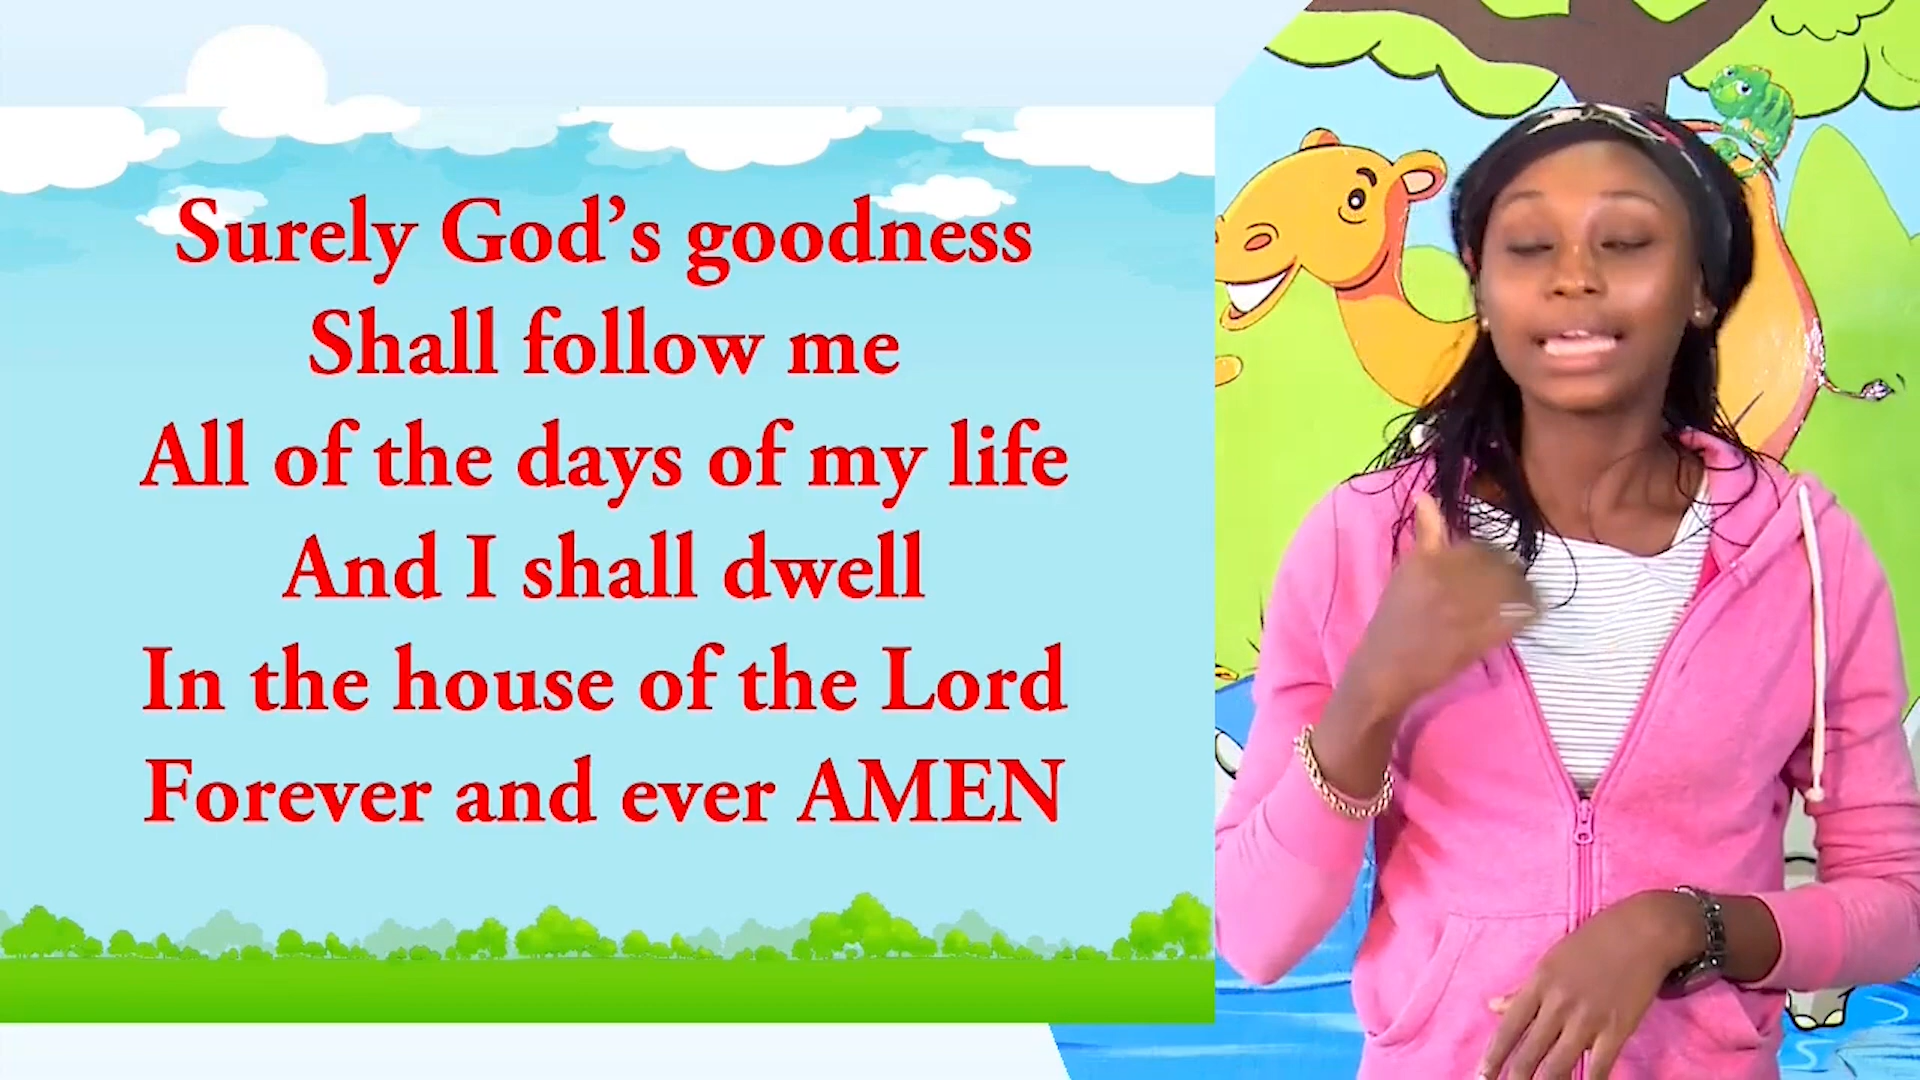 Surely God’s goodness
Shall follow me
All of the days of my life
And I shall dwell
In the house of the Lord
Forever and ever AMEN